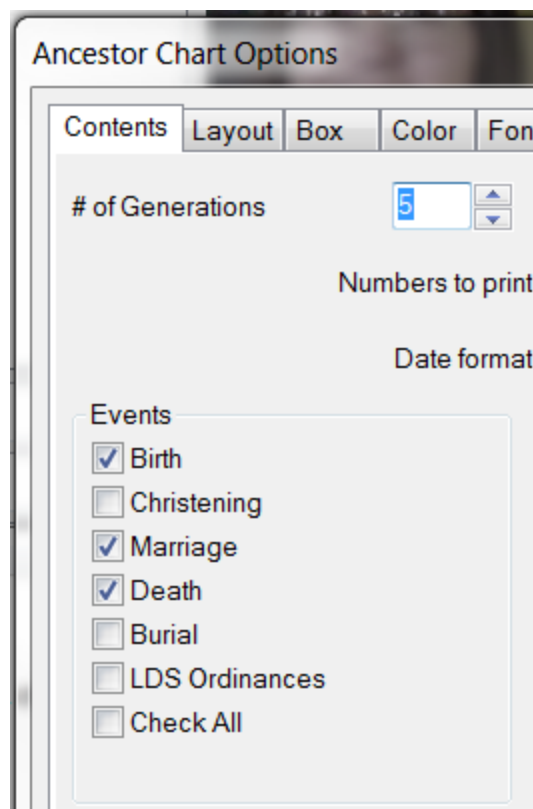 Ancestor Chart Options
Contents Layout Box Color
# of Generations 5
Numbers to print
Date format
Events
Birth
Christening
Marriage
Death
Burial
LDS Ordinances
Check All